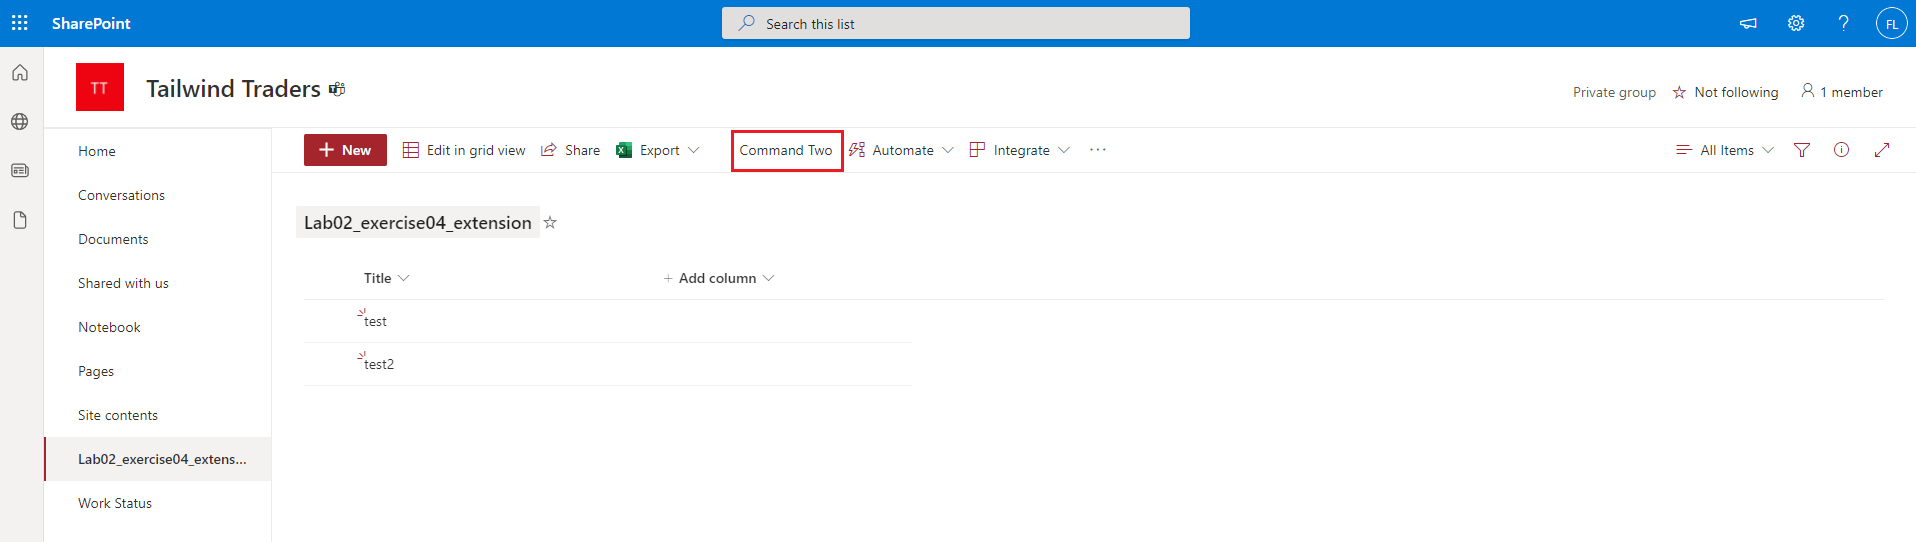 SharePoint
Search this list
FL
TT
Tailwind Traders
Private group
Not following
1 member
Home
Conversations
Documents
Shared with us
Notebook
Pages
Site contents
Lab02_exercise04_extens...
Work Status
+ New
Edit in grid view
Share
Export
Command Two
Automate
Integrate
...
All Items
Lab02_exercise04_extension
Title
+ Add column
test
test2